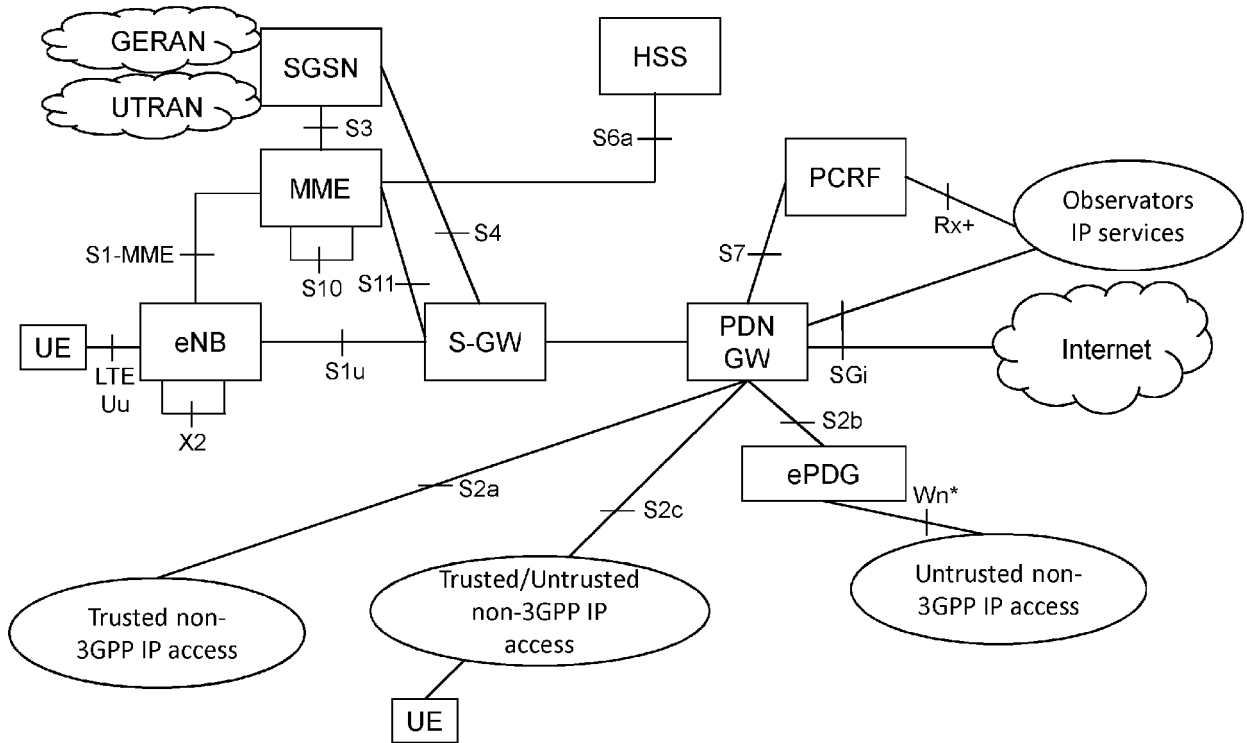 GERAN
SGSN
HSS
UTRAN
S3
S6a
MME
PCRF
Observators
IP services
Rx+
S4
S1-MME
S10
S11
S7
UE
eNB
S-GW
PDN
GW
Internet
LTE
Uu
S1u
SGi
X2
S2b
ePDG
S2a
S2c
Wn*
Trusted/Untrusted
non-3GPP IP
access
Untrusted non-
3GPP IP access
Trusted non-
3GPP IP access
UE